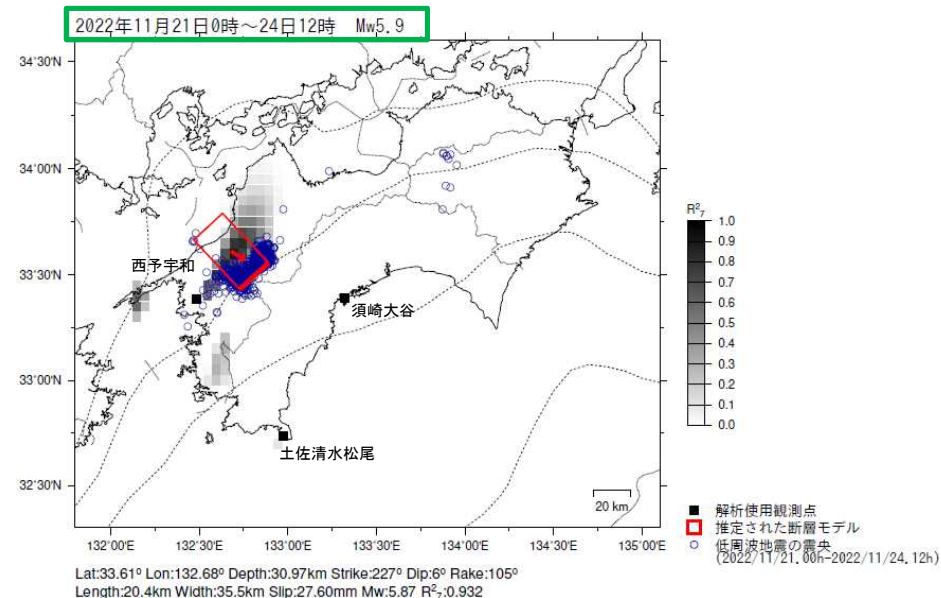 2022年11月21日0時～24日12時 Mw5.9
34°30'N
34°00'N
33°30'N
33°00'N
32°30'N
132°00'E
132°30'E
133°00'E
133°30'E
134°00'E
134°30'E
135°00'E
西予宇和
須崎大谷
土佐清水松尾
20 km
R²₇
1.0
0.9
0.8
0.7
0.6
0.5
0.4
0.3
0.2
0.1
0.0
解析使用観測点
推定された断層モデル
低周波地震の震央
(2022/11/21.00h-2022/11/24.12h)
Lat:33.61º Lon:132.68º Depth:30.97km Strike:227º Dip:6º Rake:105º
Length:20.4km Width:35.5km Slip:27.60mm Mw:5.87 R²₇:0.932